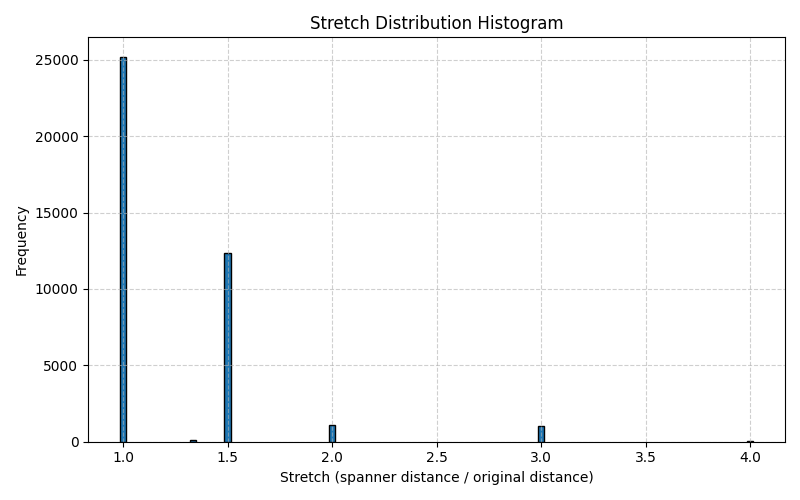 Stretch Distribution Histogram
Frequency
25000
20000
15000
10000
5000
0
1.0 1.5 2.0 2.5 3.0 3.5 4.0
Stretch (spanner distance / original distance)